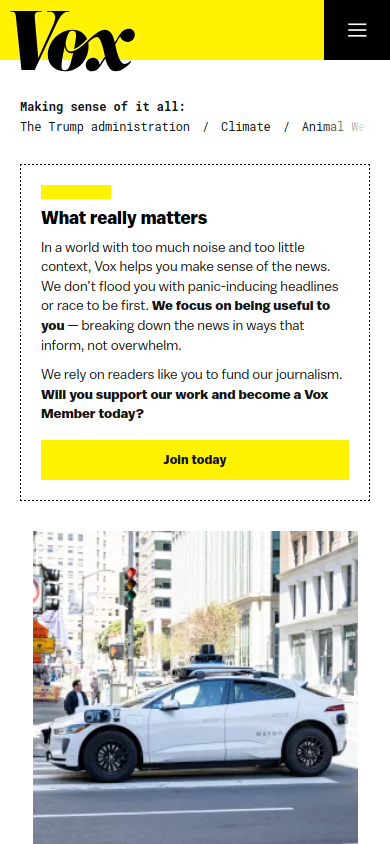 Vox
Making sense of it all:
The Trump administration / Climate / Animal We
What really matters
In a world with too much noise and too little
context, Vox helps you make sense of the news.
We don't flood you with panic-inducing headlines
or race to be first. We focus on being useful to
you — breaking down the news in ways that
inform, not overwhelm.
We rely on readers like you to fund our journalism.
Will you support our work and become a Vox
Member today?
Join today
WAYMO